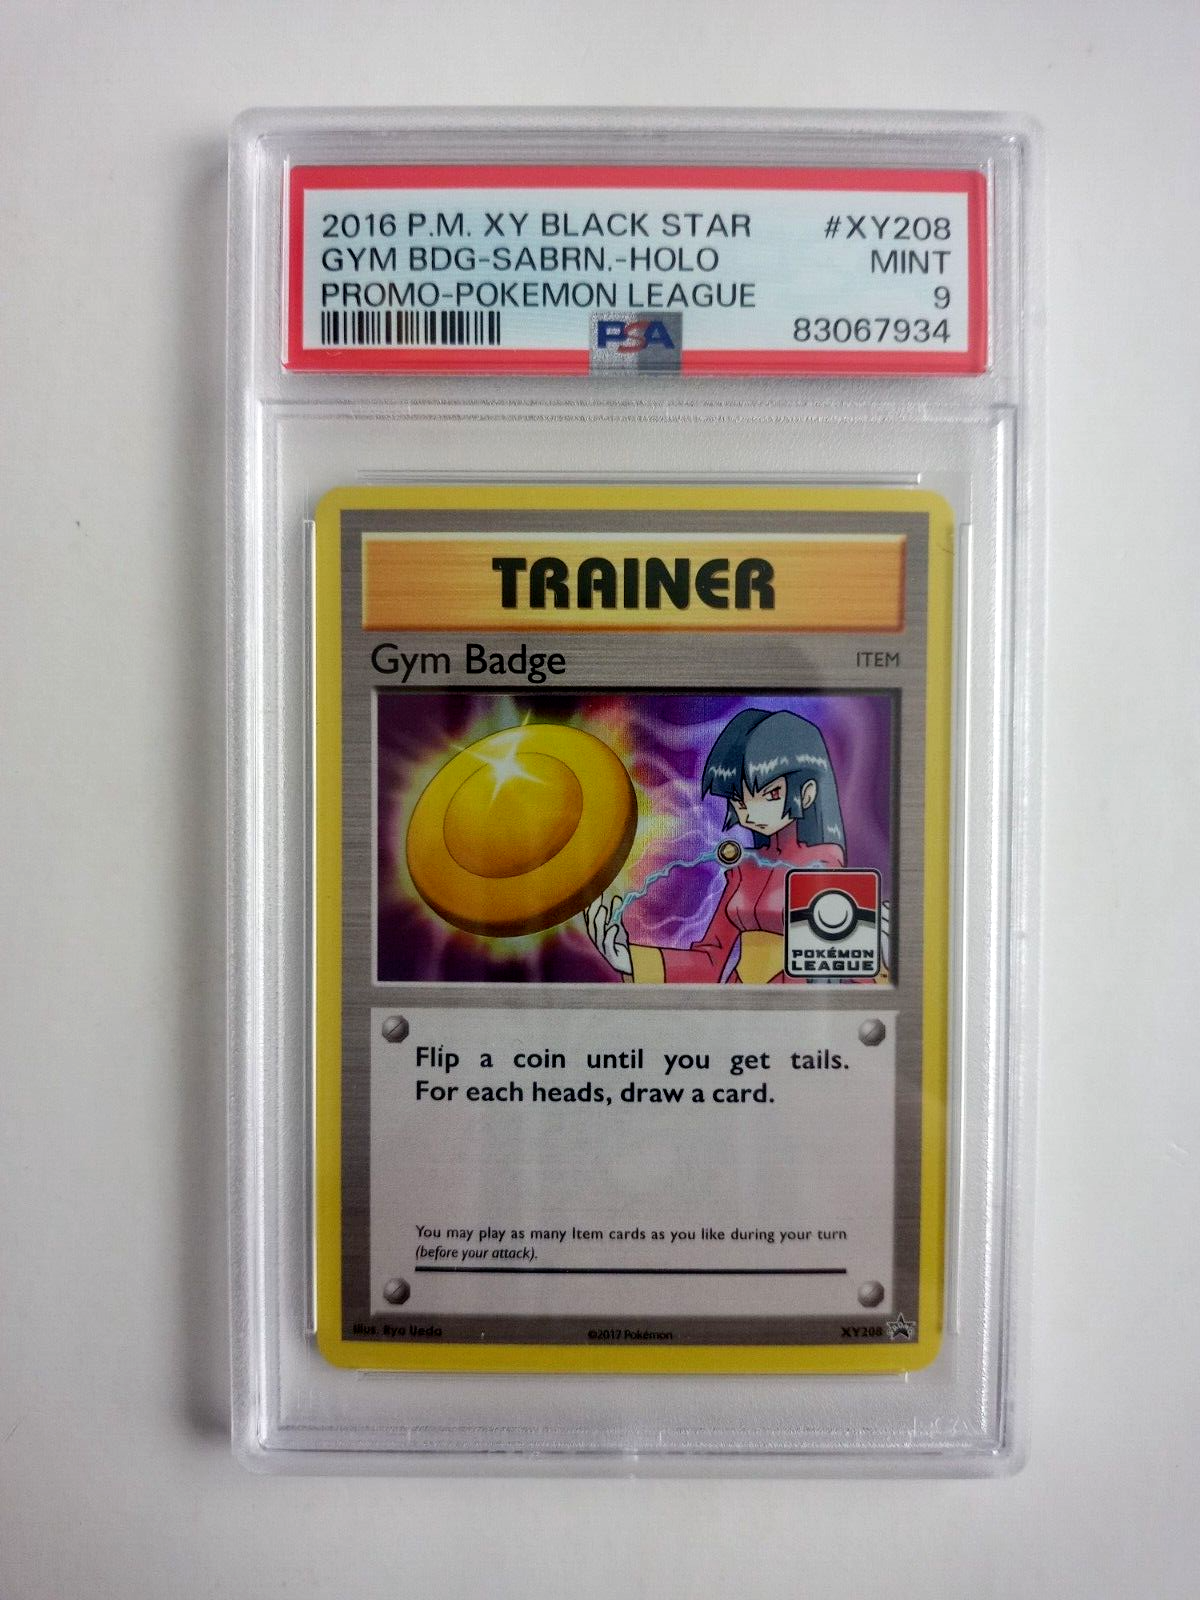 2016 P.M. XY BLACK STAR #XY208
GYM BDG-SABRN.-HOLO MINT
PROMO-POKEMON LEAGUE 9
PSA 83067934
TRAINER
Gym Badge ITEM
POKÉMON
LEAGUE
Flip a coin until you get tails.
For each heads, draw a card.
You may play as many Item cards as you like during your turn
(before your attack).
Illus. Ryo Ueda ©2017 Pokémon XY208